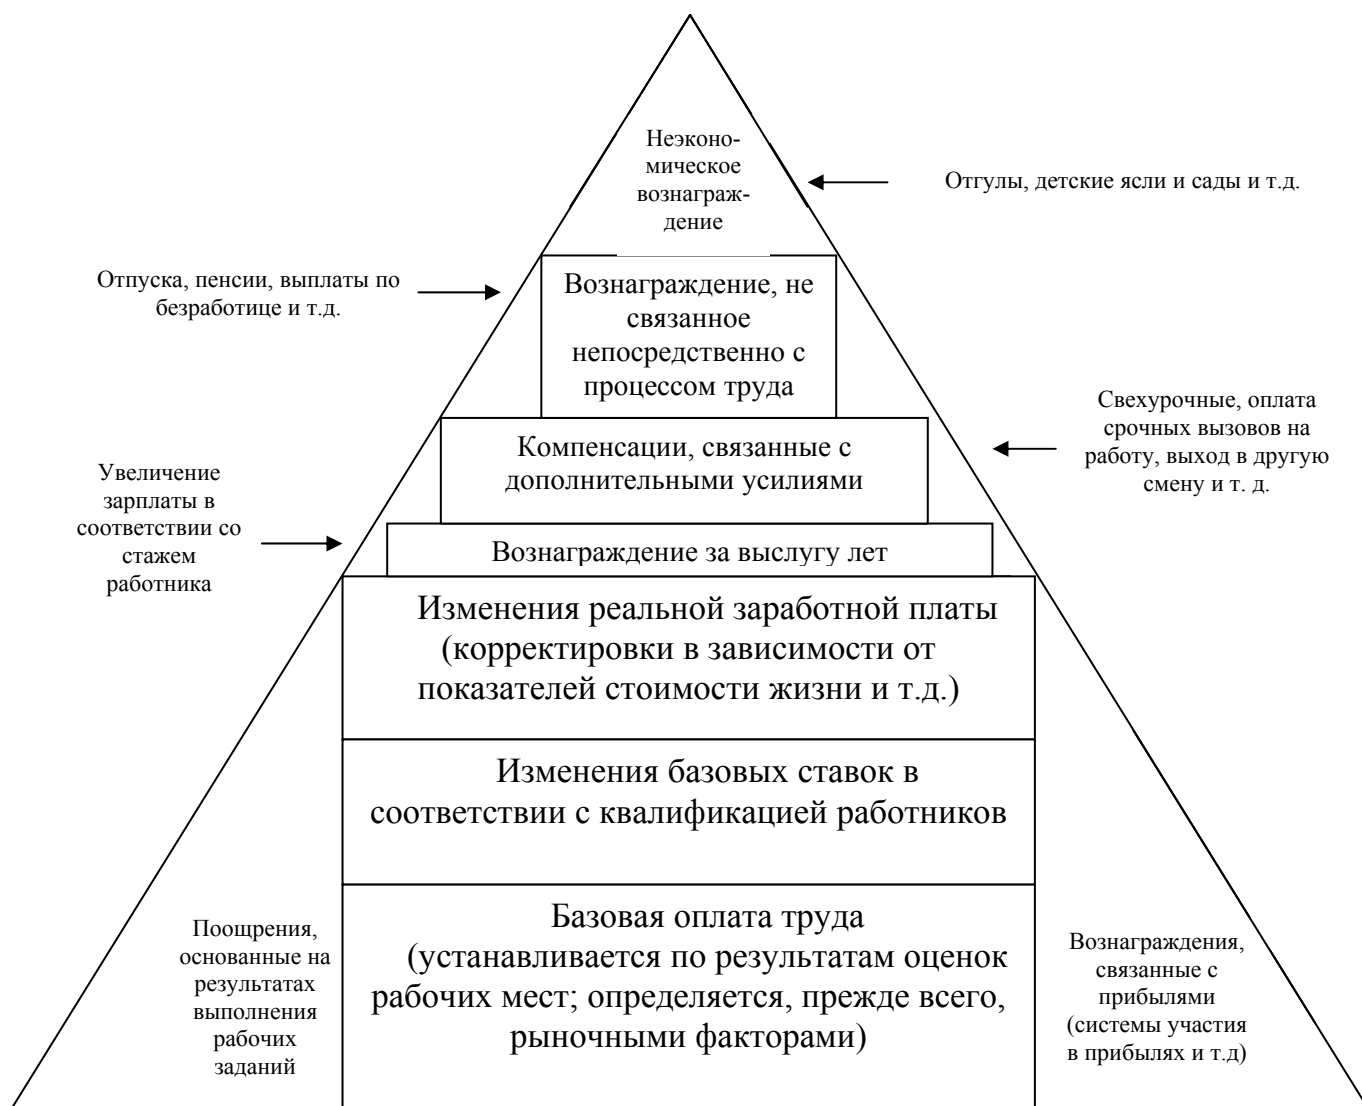 Неэконо-
мическое
вознаграж-
дение
Отгулы, детские ясли и сады и т.д.
Отпуска, пенсии, выплаты по
безработице и т.д.
Вознаграждение, не
связанное
непосредственно с
процессом труда
Свехурочные, оплата
срочных вызовов на
работу, выход в другую
смену и т. д.
Компенсации, связанные с
дополнительными усилиями
Увеличение
зарплаты в
соответствии со
стажем
работника
Вознаграждение за выслугу лет
Изменения реальной заработной платы
(корректировки в зависимости от
показателей стоимости жизни и т.д.)
Изменения базовых ставок в
соответствии с квалификацией работников
Поощрения,
основанные на
результатах
выполнения
рабочих
заданий
Базовая оплата труда
(устанавливается по результатам оценок
рабочих мест; определяется, прежде всего,
рыночными факторами)
Вознаграждения,
связанные с
прибылями
(системы участия
в прибылях и т.д)